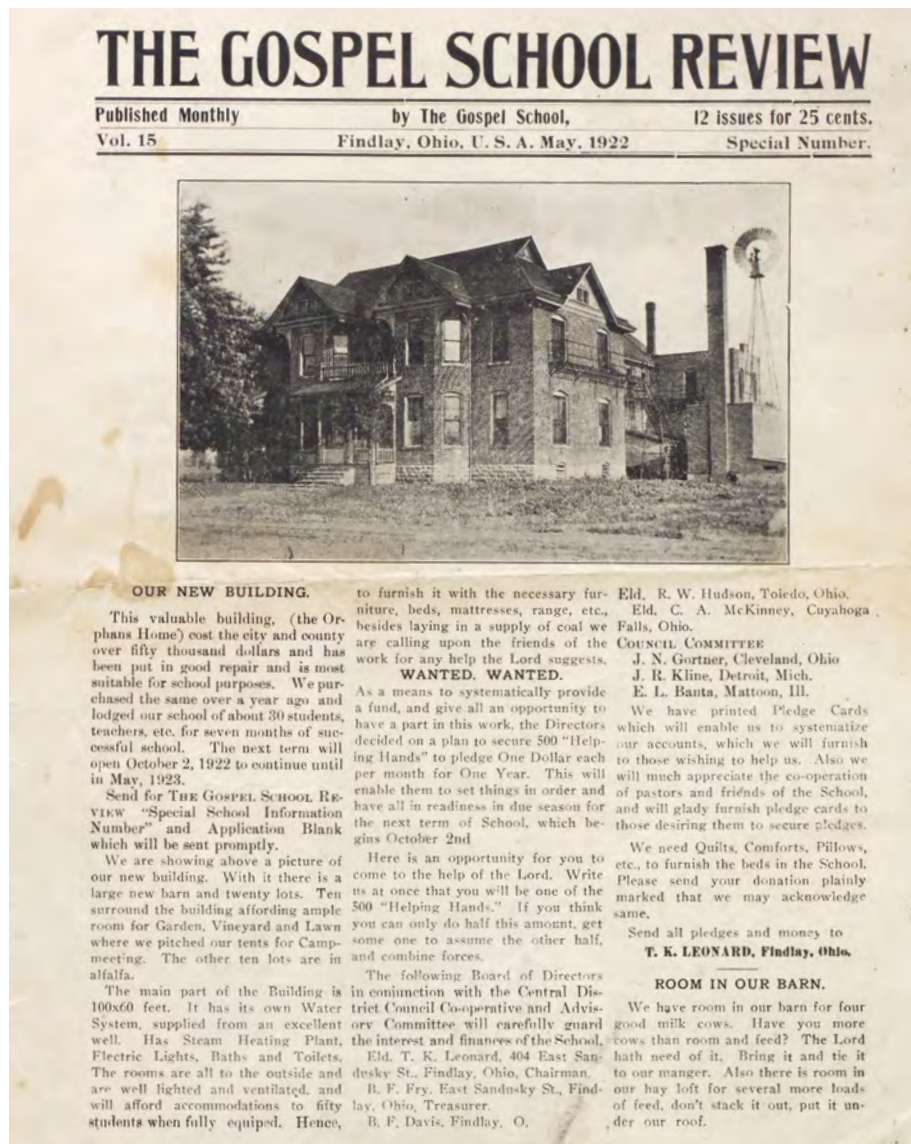 THE GOSPEL SCHOOL REVIEW
Published Monthly by The Gospel School, 12 issues for 25 cents.
Vol. 15 Findlay, Ohio, U. S. A. May, 1922 Special Number.
OUR NEW BUILDING.
This valuable building, (the Or-
phans Home) cost the city and county
over fifty thousand dollars and has
been put in good repair and is most
suitable for school purposes. We pur-
chased the same over a year ago and
lodged our school of about 30 students,
teachers, etc. for seven months of suc-
cessful school. The next term will
open October 2, 1922 to continue until
in May, 1923.
Send for THE GOSPEL SCHOOL RE-
VIEW "Special School Information
Number" and Application Blank
which will be sent promptly.
We are showing above a picture of
our new building. With it there is a
large new barn and twenty lots. Ten
surround the building affording ample
room for Garden, Vineyard and Lawn
where we pitched our tents for Camp-
meeting. The other ten lots are in
alfalfa.
The main part of the Building is
100x60 feet. It has its own Water
System, supplied from an excellent
well. Has Steam Heating Plant,
Electric Lights, Baths and Toilets.
The rooms are all to the outside and
are well lighted and ventilated, and
will afford accommodations to fifty
students when fully equiped. Hence,
to furnish it with the necessary fur-
niture, beds, mattresses, range, etc.,
besides laying in a supply of coal we
are calling upon the friends of the
work for any help the Lord suggests.
WANTED. WANTED.
As a means to systematically provide
a fund, and give all an opportunity to
have a part in this work, the Directors
decided on a plan to secure 500 "Help-
ing Hands" to pledge One Dollar each
per month for One Year. This will
enable them to set things in order and
have all in readiness in due season for
the next term of School, which be-
gins October 2nd
Here is an opportunity for you to
come to the help of the Lord. Write
us at once that you will be one of the
500 "Helping Hands." If you think
you can only do half this amount, get
some one to assume the other half,
and combine forces.
The following Board of Directors
in conjunction with the Central Dis-
trict Council Co-operative and Advis-
ory Committee will carefully guard
the interest and finances of the School.
Eld. T. K. Leonard, 404 East San-
desky St., Findlay, Ohio, Chairman.
B. F. Fry, East Sandusky St., Find-
lay, Ohio, Treasurer.
B. F. Davis, Findlay, O.
Eld. R. W. Hudson, Toledo, Ohio.
Eld. C. A. McKinney, Cuyahoga
Falls, Ohio.
COUNCIL COMMITTEE
J. N. Gortner, Cleveland, Ohio
J. R. Kline, Detroit, Mich.
E. L. Banta, Mattoon, Ill.
We have printed Pledge Cards
which will enable us to systematize
our accounts, which we will furnish
to those wishing to help us. Also we
will much appreciate the co-operation
of pastors and friends of the School,
and will glady furnish pledge cards to
those desiring them to secure pledges.
We need Quilts, Comforts, Pillows,
etc., to furnish the beds in the School.
Please send your donation plainly
marked that we may acknowledge
same.
Send all pledges and money to
T. K. LEONARD, Findlay, Ohio.
ROOM IN OUR BARN.
We have room in our barn for four
good milk cows. Have you more
cows than room and feed? The Lord
hath need of it. Bring it and tie it
to our manger. Also there is room in
our hay loft for several more loads
of feed, don't stack it out, put it un-
der our roof.